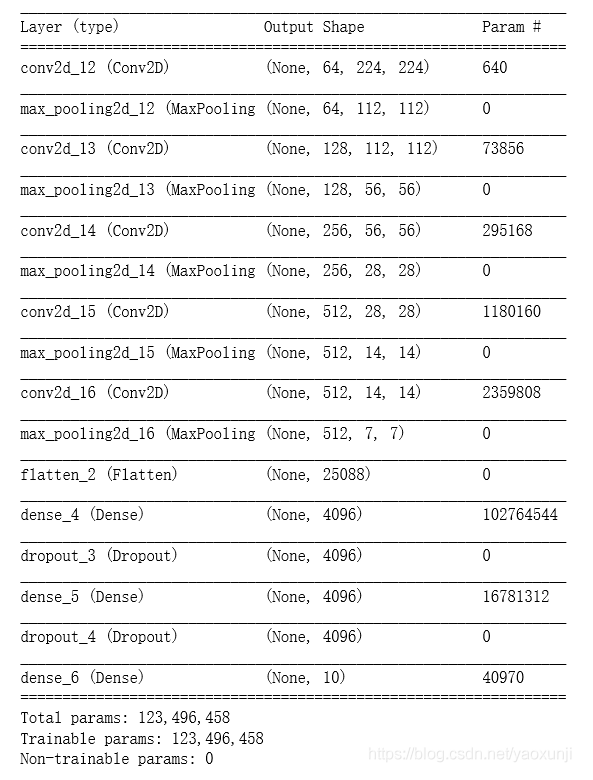 Layer (type) Output Shape Param #
conv2d_12 (Conv2D) (None, 64, 224, 224) 640
max_pooling2d_12 (MaxPooling (None, 64, 112, 112) 0
conv2d_13 (Conv2D) (None, 128, 112, 112) 73856
max_pooling2d_13 (MaxPooling (None, 128, 56, 56) 0
conv2d_14 (Conv2D) (None, 256, 56, 56) 295168
max_pooling2d_14 (MaxPooling (None, 256, 28, 28) 0
conv2d_15 (Conv2D) (None, 512, 28, 28) 1180160
max_pooling2d_15 (MaxPooling (None, 512, 14, 14) 0
conv2d_16 (Conv2D) (None, 512, 14, 14) 2359808
max_pooling2d_16 (MaxPooling (None, 512, 7, 7) 0
flatten_2 (Flatten) (None, 25088) 0
dense_4 (Dense) (None, 4096) 102764544
dropout_3 (Dropout) (None, 4096) 0
dense_5 (Dense) (None, 4096) 16781312
dropout_4 (Dropout) (None, 4096) 0
dense_6 (Dense) (None, 10) 40970
Total params: 123,496,458
Trainable params: 123,496,458
Non-trainable params: 0
https://blog.csdn.net/yaoxunji